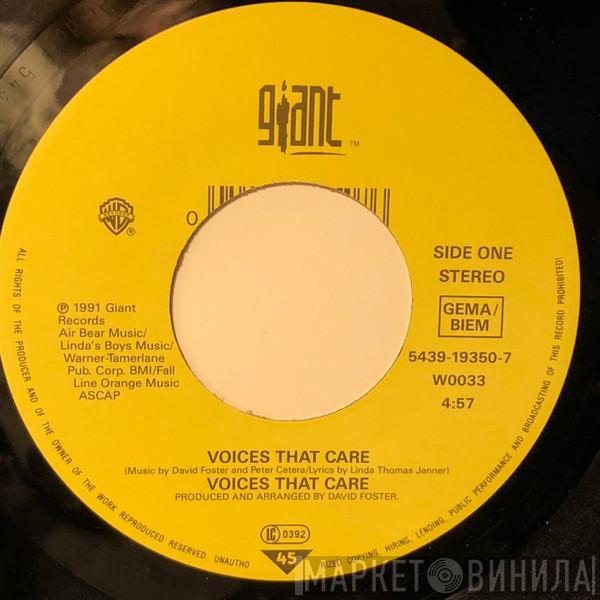 giant™
0
SIDE ONE
STEREO
GEMA/
BIEM
5439-19350-7
W0033
4:57
℗ 1991 Giant
Records
Air Bear Music/
Linda's Boys Music/
Warner-Tamerlane
Pub. Corp. BMI/Fall
Line Orange Music
ASCAP
VOICES THAT CARE
(Music by David Foster and Peter Cetera/Lyrics by Linda Thomas Jenner)
VOICES THAT CARE
PRODUCED AND ARRANGED BY DAVID FOSTER.
LC 0392
45
ALL RIGHTS OF THE PRODUCER AND OF THE OWNER OF THE WORK REPRODUCED RESERVED. UNAUTHO
RIZED COPYING, HIRING, LENDING, PUBLIC PERFORMANCE AND BROADCASTING OF THIS RECORD PROHIBITED!
МАРКЕТ ВИНИЛА